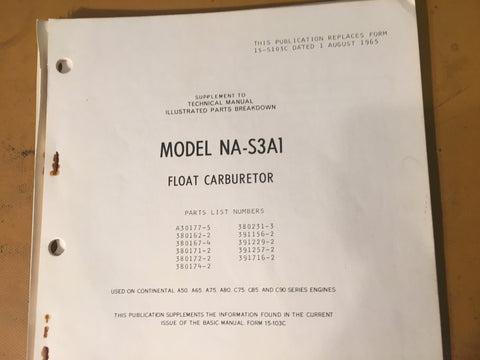 THIS PUBLICATION REPLACES FORM
15-5103C DATED 1 AUGUST 1965
SUPPLEMENT TO
TECHNICAL MANUAL
ILLUSTRATED PARTS BREAKDOWN
MODEL NA-S3A1
FLOAT CARBURETOR
PARTS LIST NUMBERS
A30177-5 380231-3
380162-2 391156-2
380167-4 391229-2
380171-2 391257-2
380172-2 391716-2
380174-2
USED ON CONTINENTAL A50, A65, A75, A80, C75, C85, AND C90 SERIES ENGINES
THIS PUBLICATION SUPPLEMENTS THE INFORMATION FOUND IN THE CURRENT
ISSUE OF THE BASIC MANUAL FORM 15-103C